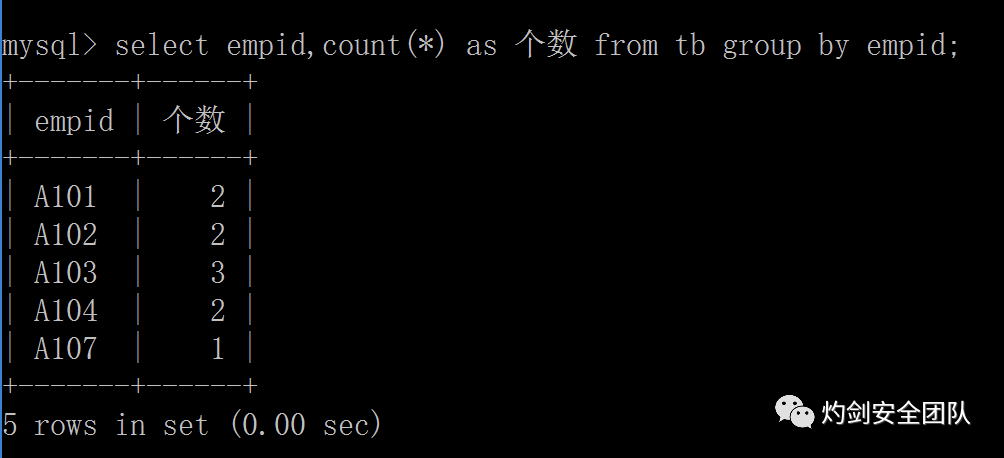 mysql> select empid,count(*) as 个数 from tb group by empid;
+-------+------+
| empid | 个数 |
+-------+------+
| A101  |    2 |
| A102  |    2 |
| A103  |    3 |
| A104  |    2 |
| A107  |    1 |
+-------+------+
5 rows in set (0.00 sec)
灼剑安全团队